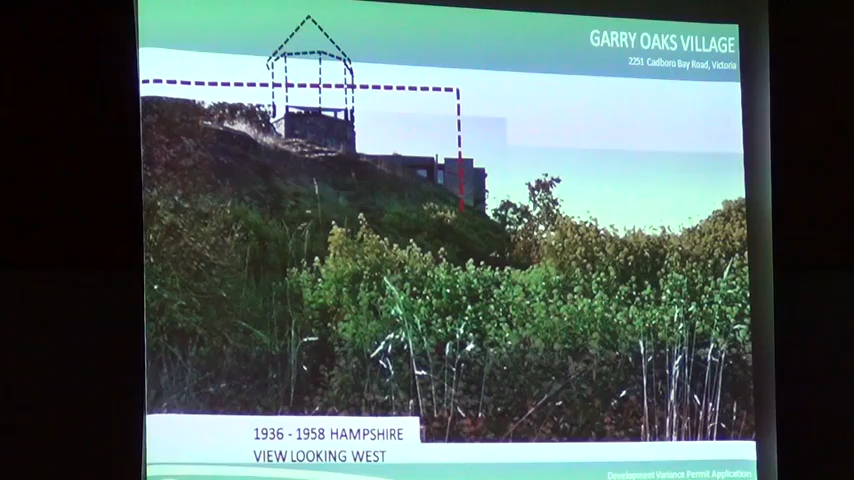 GARRY OAKS VILLAGE
2251 Cadboro Bay Road, Victoria
1936 - 1958 HAMPSHIRE
VIEW LOOKING WEST
Development Variance Permit Application